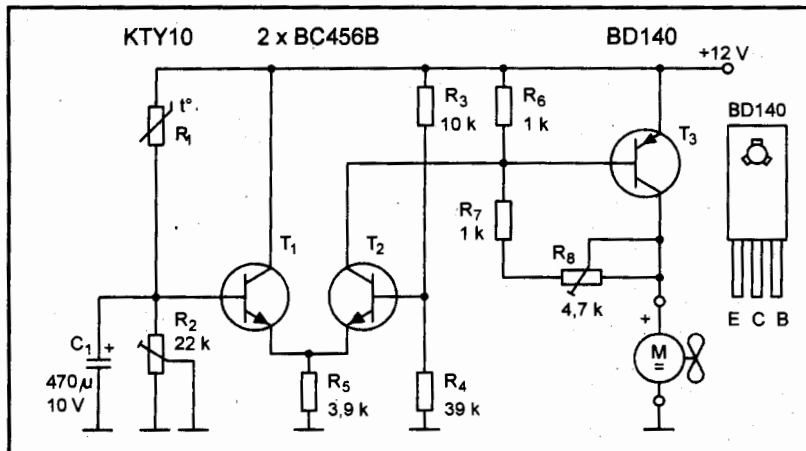 KTY10 2 x BC456B BD140
+12 V
t°
R1
R3
10 k
R6
1 k
T3
BD140
R7
1 k
T1
T2
R8
4,7 k
C1 +
470µ
10 V
R2
22 k
R5
3,9 k
R4
39 k
+
M
=
E C B